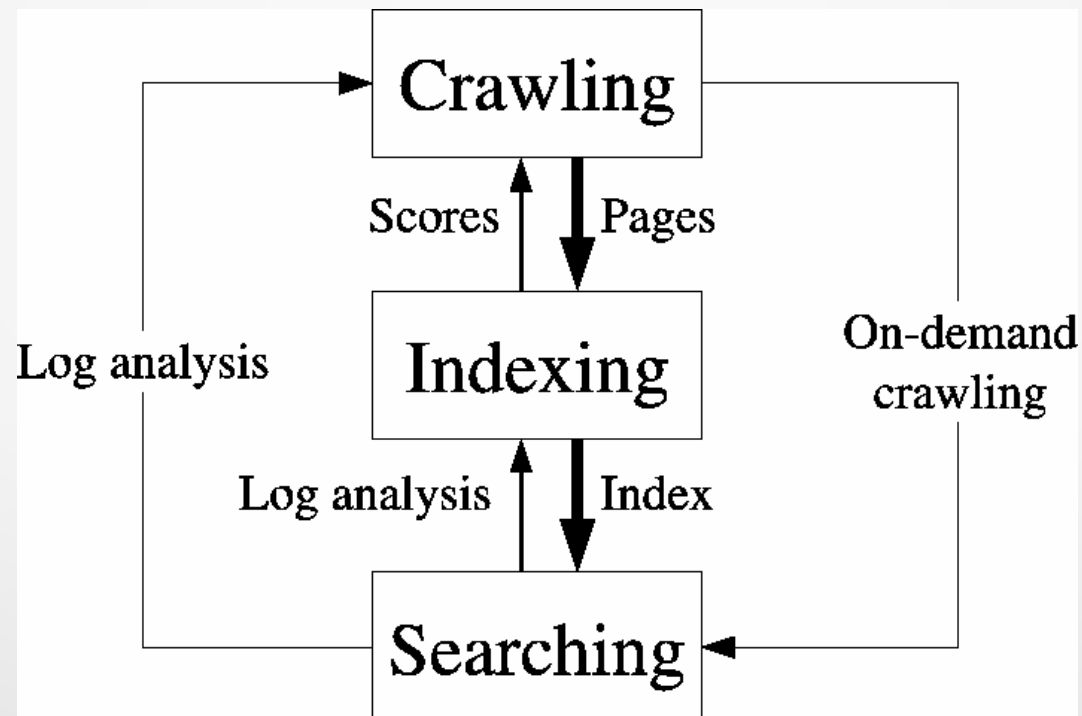 Crawling
Scores
Pages
Log analysis
Indexing
On-demand
crawling
Log analysis
Index
Searching